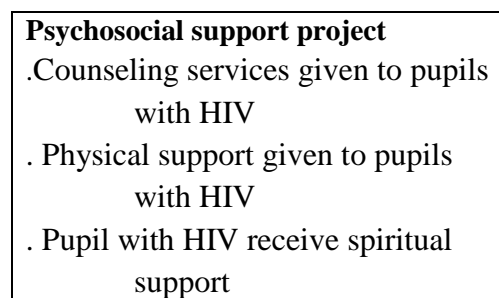 Psychosocial support project
.Counseling services given to pupils
with HIV
. Physical support given to pupils
with HIV
. Pupil with HIV receive spiritual
support